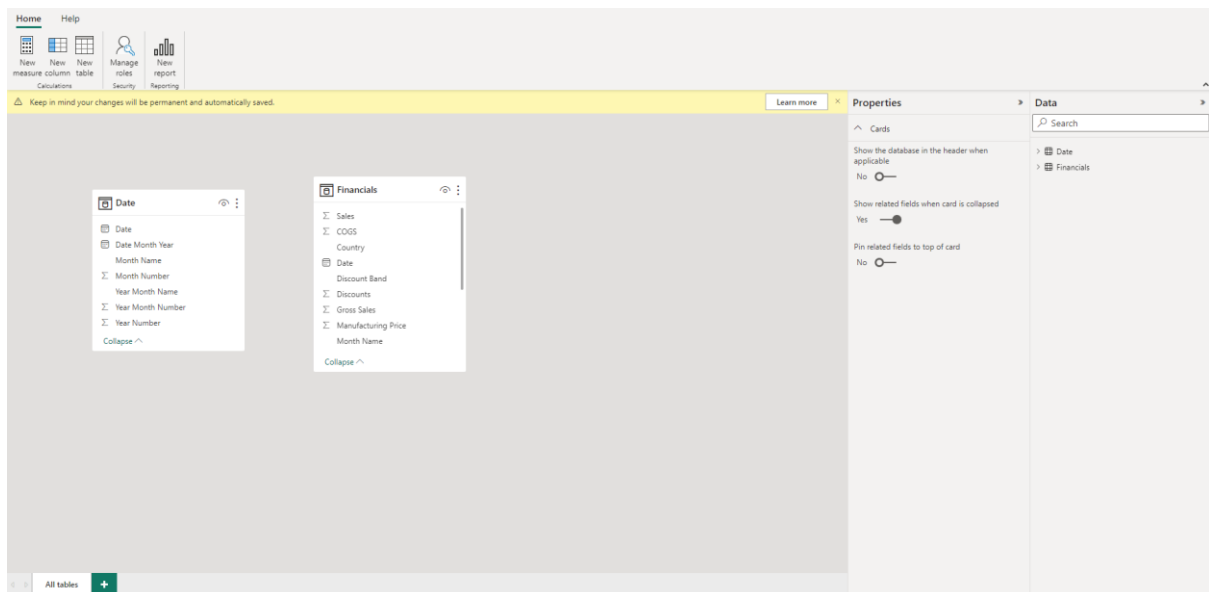 Home Help
New measure New column New table Manage roles New report
Calculations Security Reporting
Keep in mind your changes will be permanent and automatically saved. Learn more
Properties
Cards
Show the database in the header when
applicable
No
Show related fields when card is collapsed
Yes
Pin related fields to top of card
No
Data
Search
Date
Financials
Date
Date
Date Month Year
Month Name
Month Number
Year Month Name
Year Month Number
Year Number
Collapse
Financials
Sales
COGS
Country
Date
Discount Band
Discounts
Gross Sales
Manufacturing Price
Month Name
Collapse
All tables